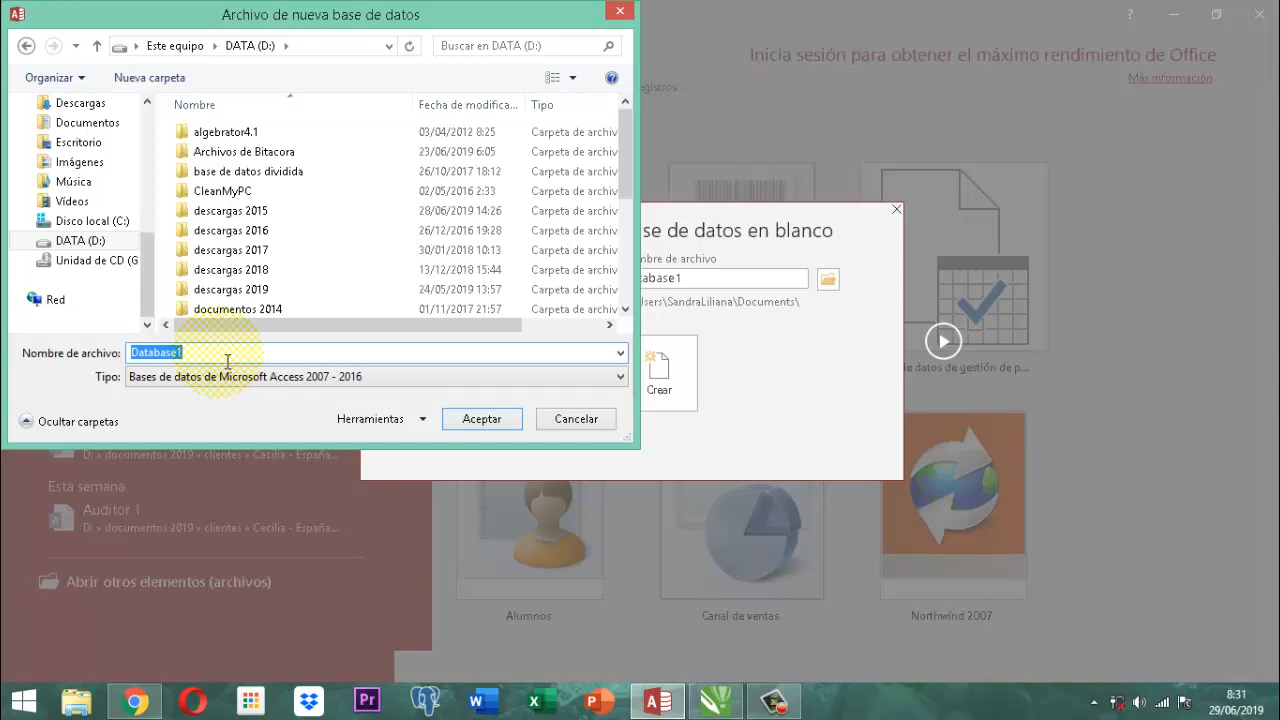 Archivo de nueva base de datos
Este equipo DATA (D:)
Buscar en DATA (D:)
Organizar Nueva carpeta
Descargas
Documentos
Escritorio
Imágenes
Música
Vídeos
Disco local (C:)
DATA (D:)
Unidad de CD (G
Red
Nombre Fecha de modifica... Tipo
algebrator4.1 03/04/2012 8:25 Carpeta de archiv
Archivos de Bitacora 23/06/2019 6:05 Carpeta de archiv
base de datos dividida 26/10/2017 18:12 Carpeta de archiv
CleanMyPC 02/05/2016 2:33 Carpeta de archiv
descargas 2015 28/06/2019 14:26 Carpeta de archiv
descargas 2016 26/12/2016 19:28 Carpeta de archiv
descargas 2017 30/01/2018 10:13 Carpeta de archiv
descargas 2018 13/12/2018 15:44 Carpeta de archiv
descargas 2019 24/05/2019 13:57 Carpeta de archiv
documentos 2014 01/11/2017 21:57 Carpeta de archiv
Nombre de archivo: Database1
Tipo: Bases de datos de Microsoft Access 2007 - 2016
Ocultar carpetas
Herramientas Aceptar Cancelar
Inicia sesión para obtener el máximo rendimiento de Office
Más información
egistros
se de datos en blanco
nbre de archivo
tabase1
sers\SandraLiliana\Documents\
Crear
e datos de gestión de p...
D: » documentos 2019 » clientes » Cecilia - España...
Esta semana
Auditor 1
D: » documentos 2019 » clientes » Cecilia - España...
Abrir otros elementos (archivos)
Alumnos
Canal de ventas
Northwind 2007
8:31
29/06/2019